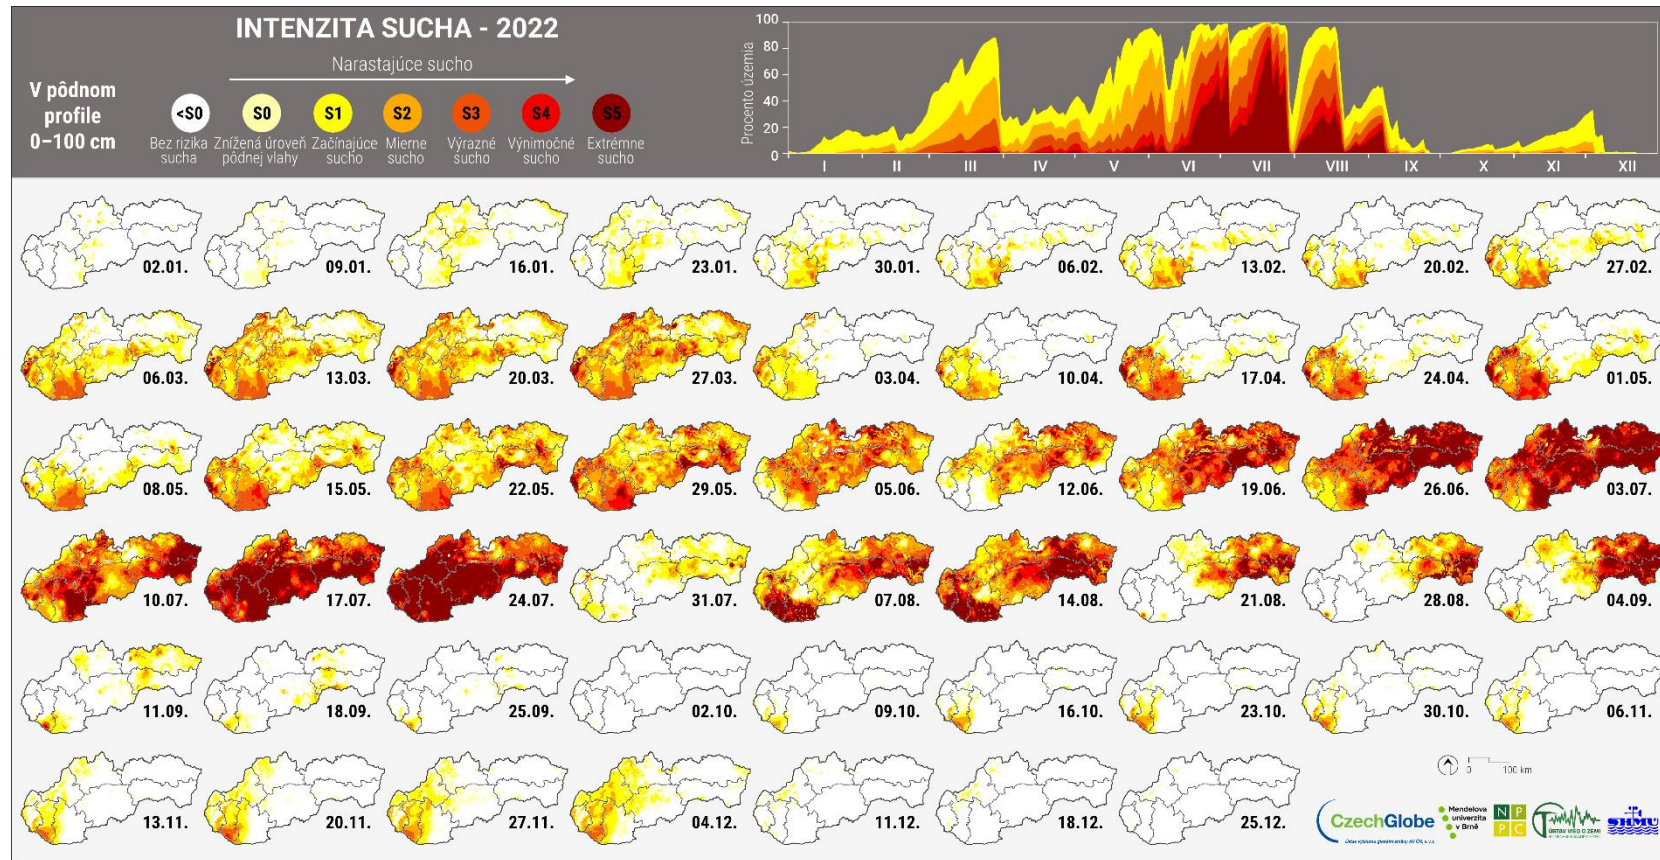 INTENZITA SUCHA - 2022
Narastajúce sucho
V pôdnom
profile
0–100 cm
<S0 S0 S1 S2 S3 S4 S5
Bez rizika sucha
Znížená úroveň pôdnej vlahy
Začínajúce sucho
Mierne sucho
Výrazné sucho
Výnimočné sucho
Extrémne sucho
Procento územia
100
80
60
40
20
0
I II III IV V VI VII VIII IX X XI XII
02.01. 09.01. 16.01. 23.01. 30.01. 06.02. 13.02. 20.02. 27.02.
06.03. 13.03. 20.03. 27.03. 03.04. 10.04. 17.04. 24.04. 01.05.
08.05. 15.05. 22.05. 29.05. 05.06. 12.06. 19.06. 26.06. 03.07.
10.07. 17.07. 24.07. 31.07. 07.08. 14.08. 21.08. 28.08. 04.09.
11.09. 18.09. 25.09. 02.10. 09.10. 16.10. 23.10. 30.10. 06.11.
13.11. 20.11. 27.11. 04.12. 11.12. 18.12. 25.12.
0 100 km
CzechGlobe
Mendelova
univerzita
v Brně
NP
PC
ÚSTAV VIED O ZEMI
SHMÚ